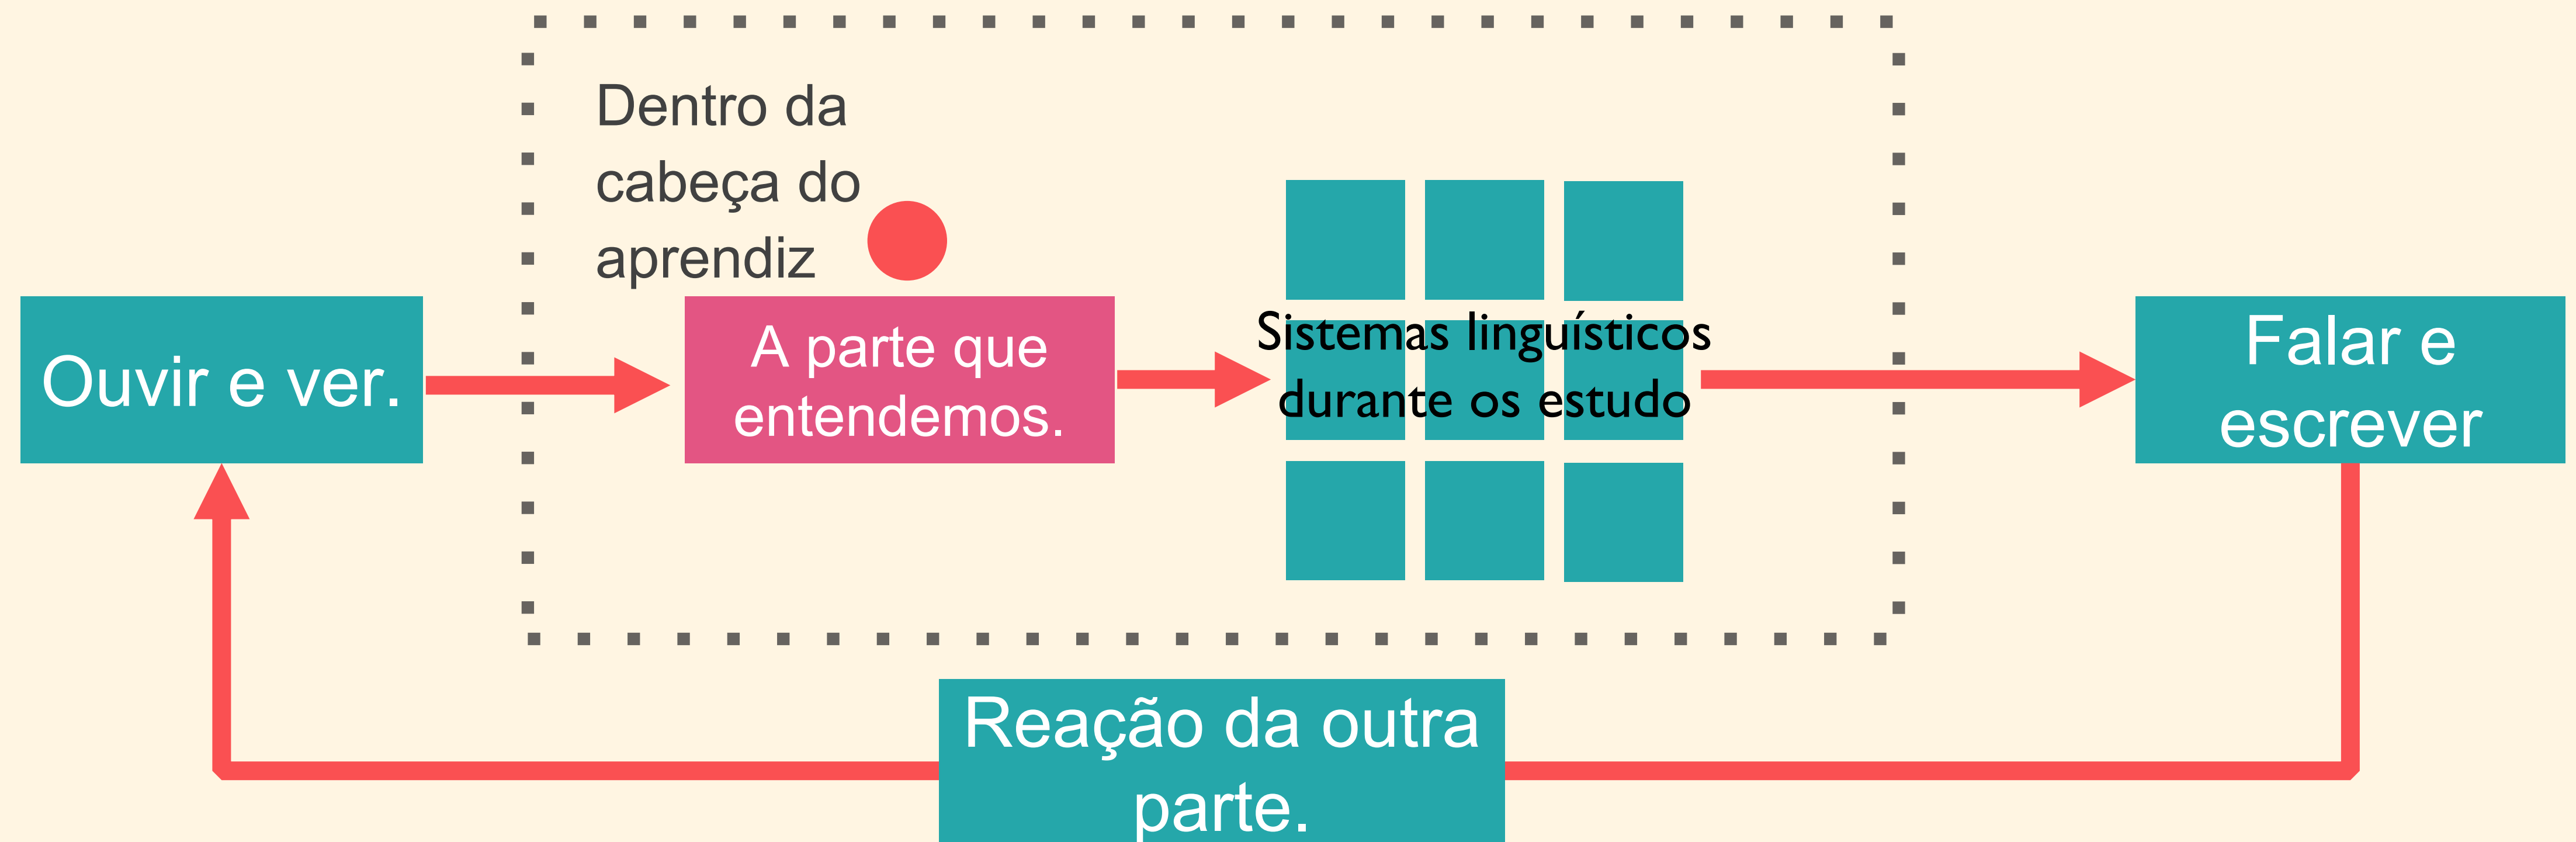 Dentro da
cabeça do
aprendiz
Ouvir e ver.
A parte que
entendemos.
Sistemas linguísticos
durante os estudo
Falar e
escrever
Reação da outra
parte.